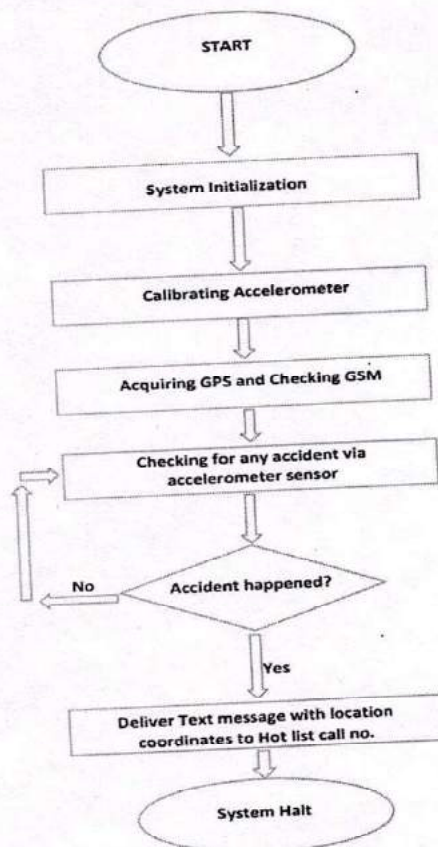 START
System Initialization
Calibrating Accelerometer
Acquiring GPS and Checking GSM
Checking for any accident via
accelerometer sensor
No
Accident happened?
Yes
Deliver Text message with location
coordinates to Hot list call no.
System Halt